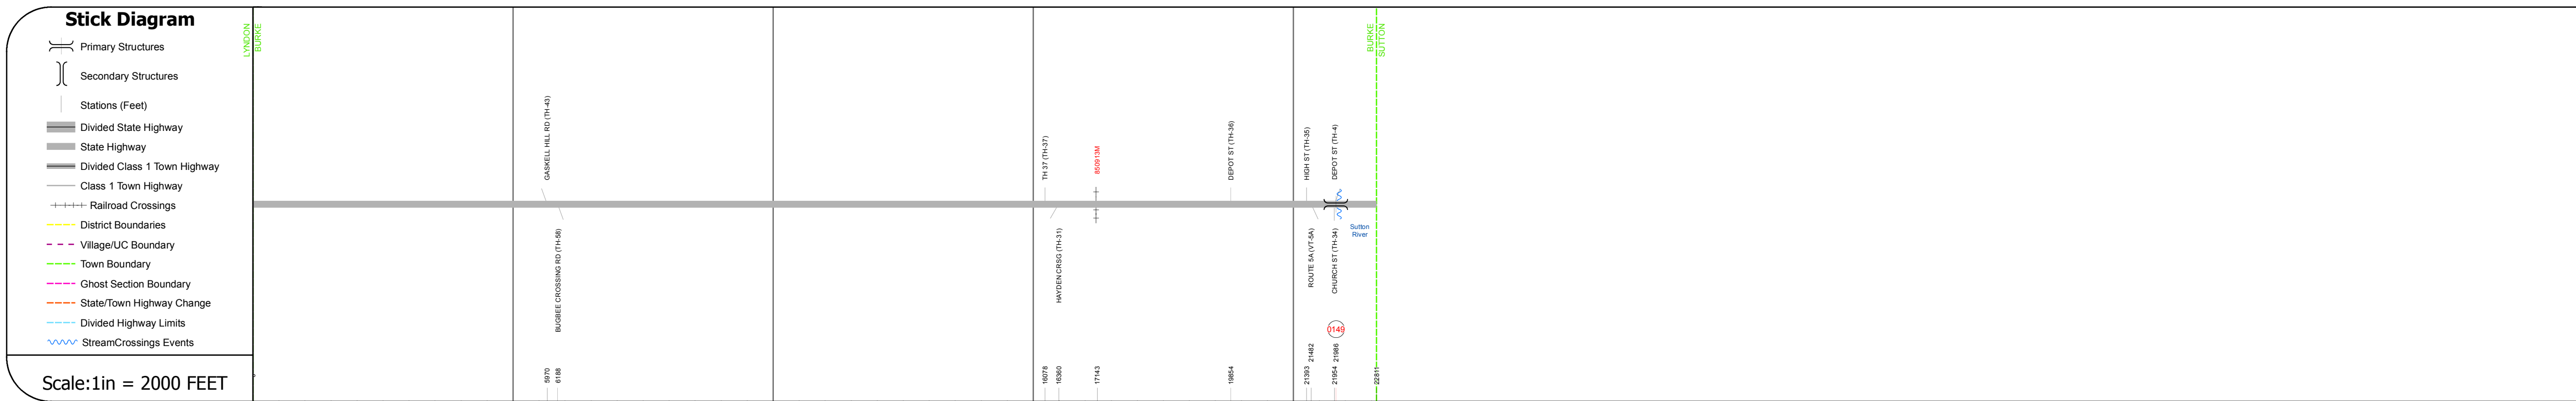 Stick Diagram
Primary Structures
Secondary Structures
Stations (Feet)
Divided State Highway
State Highway
Divided Class 1 Town Highway
Class 1 Town Highway
Railroad Crossings
District Boundaries
Village/UC Boundary
Town Boundary
Ghost Section Boundary
State/Town Highway Change
Divided Highway Limits
StreamCrossings Events
Scale:1in = 2000 FEET
LYNDON
BURKE
BURKE
SUTTON
GASKELL HILL RD (TH-43)
TH 37 (TH-37)
850913M
DEPOT ST (TH-36)
HIGH ST (TH-35)
DEPOT ST (TH-4)
BUGBEE CROSSING RD (TH-58)
HAYDEN CRSG (TH-31)
ROUTE 5A (VT-5A)
CHURCH ST (TH-34)
Sutton
River
0149
5970
6188
16078
16360
17143
19854
21393
21482
21954
21986
22811